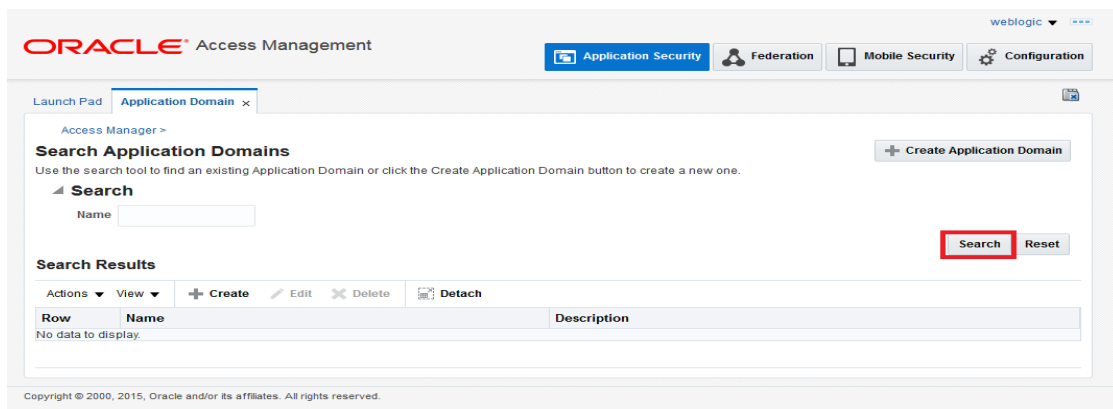 weblogic
ORACLE Access Management
Application Security
Federation
Mobile Security
Configuration
Launch Pad
Application Domain
Access Manager >
Search Application Domains
Create Application Domain
Use the search tool to find an existing Application Domain or click the Create Application Domain button to create a new one.
Search
Name
Search
Reset
Search Results
Actions View Create Edit Delete Detach
Row Name Description
No data to display.
Copyright © 2000, 2015, Oracle and/or its affiliates. All rights reserved.